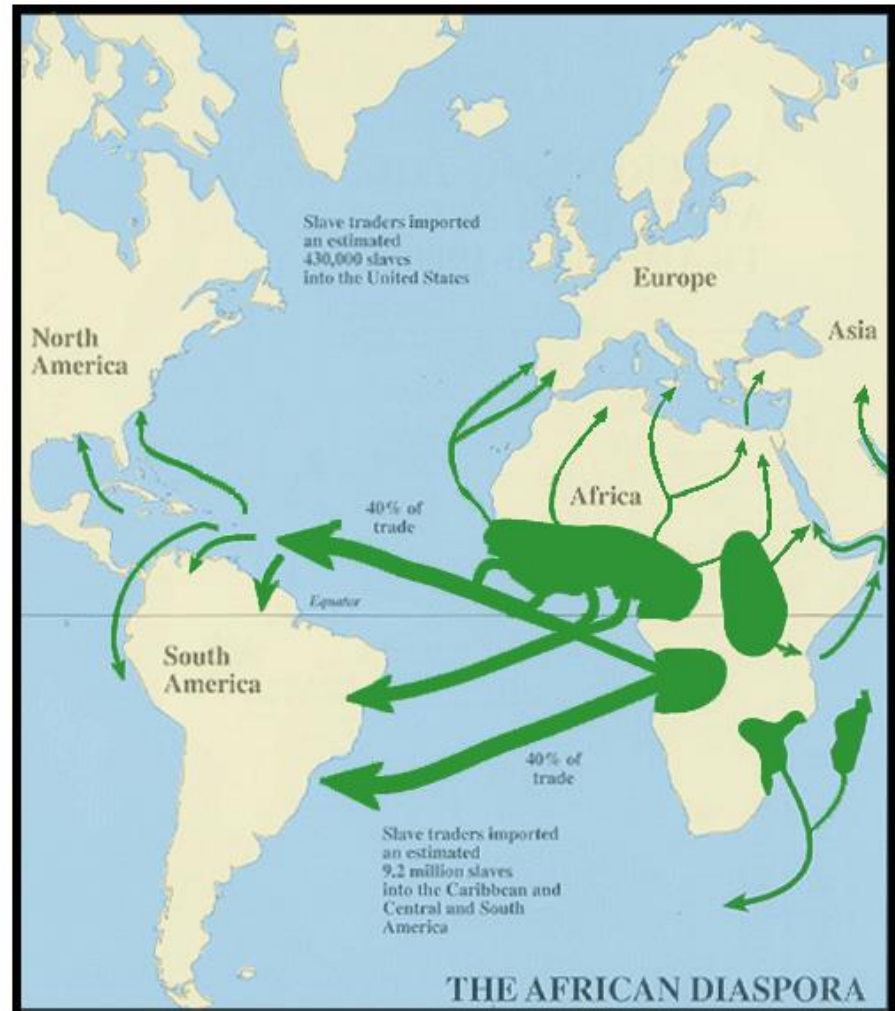 Slave traders imported
an estimated
430,000 slaves
into the United States
Europe
Asia
North
America
Africa
40% of
trade
Equator
South
America
40% of
trade
Slave traders imported
an estimated
9.2 million slaves
into the Caribbean and
Central and South
America
THE AFRICAN DIASPORA